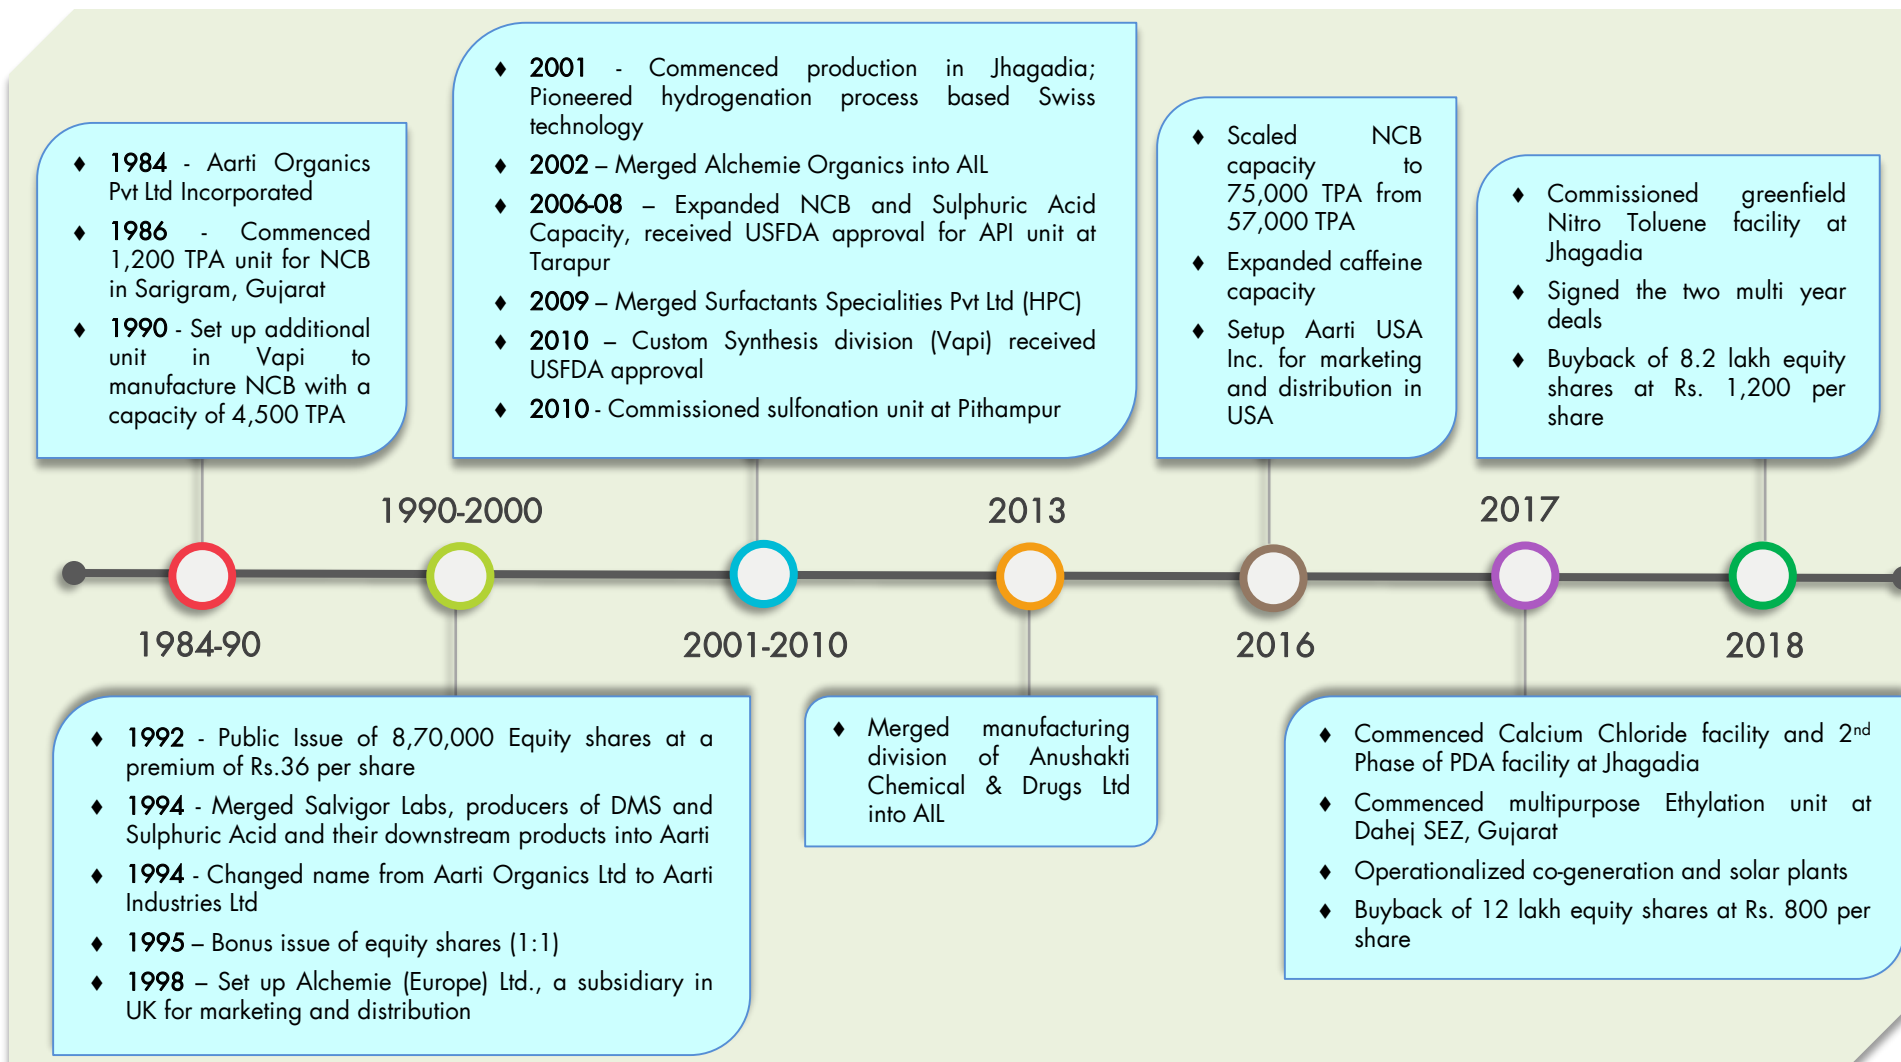 ♦ 1984 - Aarti Organics
Pvt Ltd Incorporated
♦ 1986 - Commenced
1,200 TPA unit for NCB
in Sarigram, Gujarat
♦ 1990 - Set up additional
unit in Vapi to
manufacture NCB with a
capacity of 4,500 TPA
♦ 2001 - Commenced production in Jhagadia;
Pioneered hydrogenation process based Swiss
technology
♦ 2002 – Merged Alchemie Organics into AIL
♦ 2006-08 – Expanded NCB and Sulphuric Acid
Capacity, received USFDA approval for API unit at
Tarapur
♦ 2009 – Merged Surfactants Specialities Pvt Ltd (HPC)
♦ 2010 – Custom Synthesis division (Vapi) received
USFDA approval
♦ 2010 - Commissioned sulfonation unit at Pithampur
♦ Scaled NCB
capacity to
75,000 TPA from
57,000 TPA
♦ Expanded caffeine
capacity
♦ Setup Aarti USA
Inc. for marketing
and distribution in
USA
♦ Commissioned greenfield
Nitro Toluene facility at
Jhagadia
♦ Signed the two multi year
deals
♦ Buyback of 8.2 lakh equity
shares at Rs. 1,200 per
share
1990-2000
2013
2017
1984-90
2001-2010
2016
2018
♦ 1992 - Public Issue of 8,70,000 Equity shares at a
premium of Rs.36 per share
♦ 1994 - Merged Salvigor Labs, producers of DMS and
Sulphuric Acid and their downstream products into Aarti
♦ 1994 - Changed name from Aarti Organics Ltd to Aarti
Industries Ltd
♦ 1995 – Bonus issue of equity shares (1:1)
♦ 1998 – Set up Alchemie (Europe) Ltd., a subsidiary in
UK for marketing and distribution
♦ Merged manufacturing
division of Anushakti
Chemical & Drugs Ltd
into AIL
♦ Commenced Calcium Chloride facility and 2nd
Phase of PDA facility at Jhagadia
♦ Commenced multipurpose Ethylation unit at
Dahej SEZ, Gujarat
♦ Operationalized co-generation and solar plants
♦ Buyback of 12 lakh equity shares at Rs. 800 per
share